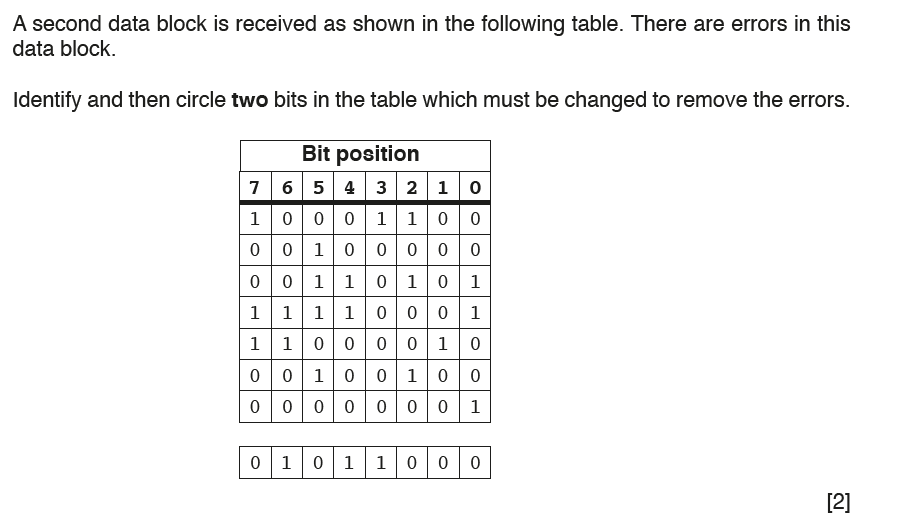 A second data block is received as shown in the following table. There are errors in this
data block.
Identify and then circle two bits in the table which must be changed to remove the errors.
Bit position
7 6 5 4 3 2 1 0
1 0 0 0 1 1 0 0
0 0 1 0 0 0 0 0
0 0 1 1 0 1 0 1
1 1 1 1 0 0 0 1
1 1 0 0 0 0 1 0
0 0 1 0 0 1 0 0
0 0 0 0 0 0 0 1
0 1 0 1 1 0 0 0
[2]